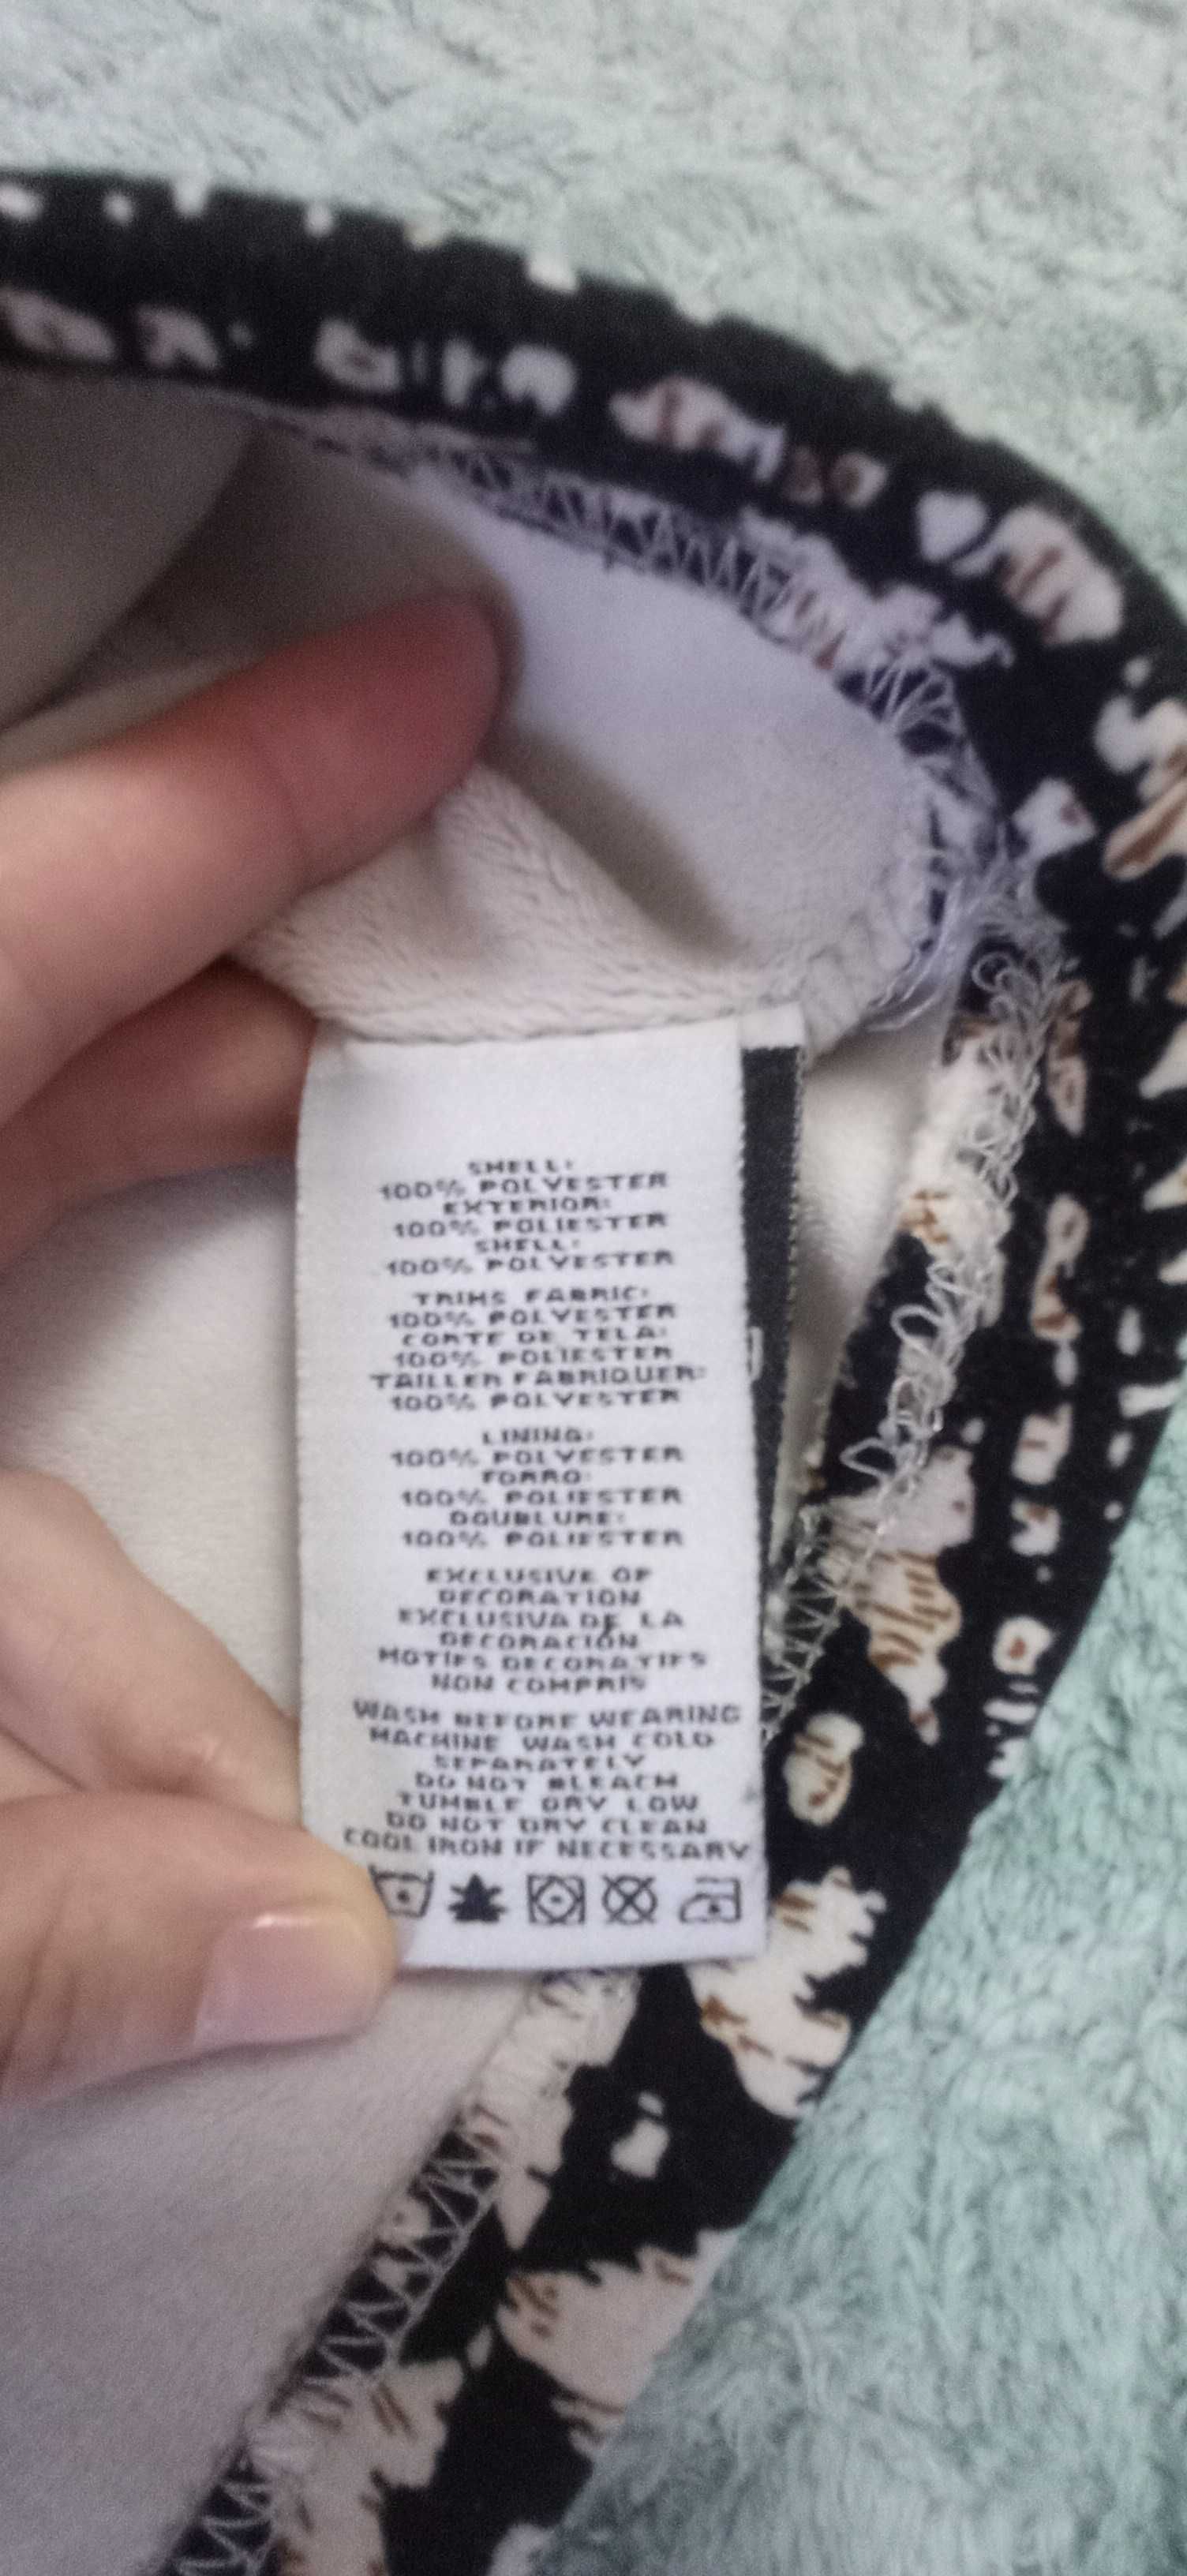 SHELL:
100% POLYESTER
EXTERIOR:
100% POLIESTER
SHELL:
100% POLYESTER
TRIMS FABRIC:
100% POLYESTER
CORTE DE TELA:
100% POLIESTER
TAILLER FABRIQUER:
100% POLYESTER
LINING:
100% POLYESTER
FORRO:
100% POLIESTER
DOUBLURE:
100% POLIESTER
EXCLUSIVE OF
DECORATION
EXCLUSIVA DE LA
DECORACIÓN
MOTIFS DECORATIFS
NON COMPRIS
WASH BEFORE WEARING
MACHINE WASH COLD
SEPARATELY
DO NOT BLEACH
TUMBLE DRY LOW
DO NOT DRY CLEAN
COOL IRON IF NECESSARY